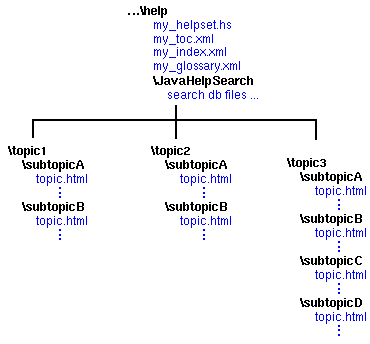 ...\help
my_helpset.hs
my_toc.xml
my_index.xml
my_glossary.xml
\JavaHelpSearch
search db files ...
\topic1
\subtopicA
topic.html
\subtopicB
topic.html
\topic2
\subtopicA
topic.html
\subtopicB
topic.html
\topic3
\subtopicA
topic.html
\subtopicB
topic.html
\subtopicC
topic.html
\subtopicD
topic.html